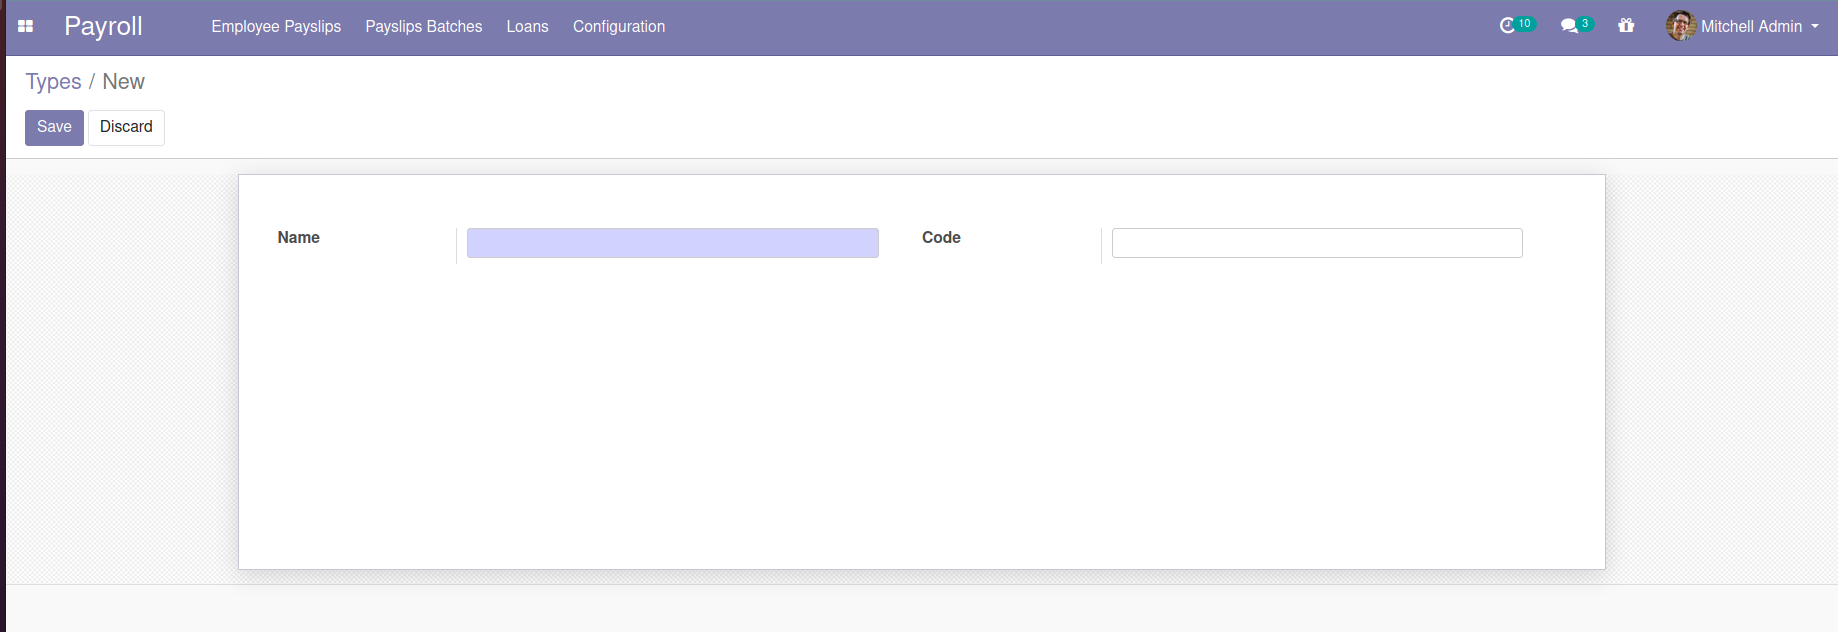 Payroll Employee Payslips Payslips Batches Loans Configuration 10 3 Mitchell Admin
Types / New
Save Discard
Name Code